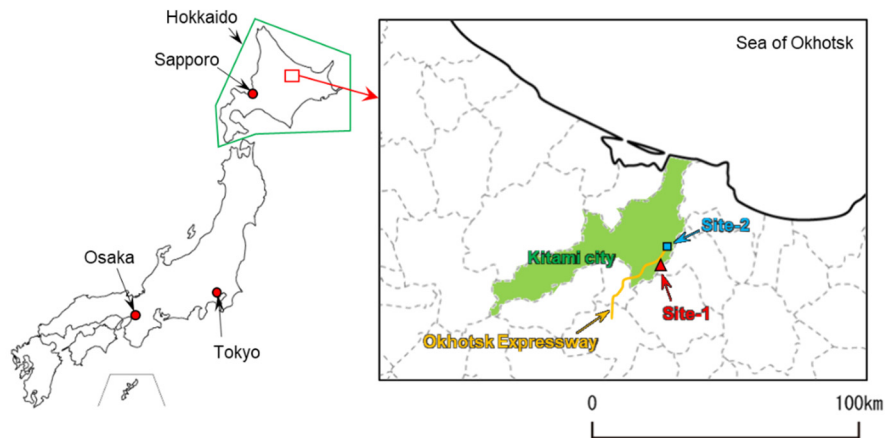 Hokkaido
Sapporo
Osaka
Tokyo
Sea of Okhotsk
Site-2
Kitami city
Site-1
Okhotsk Expressway
0
100km